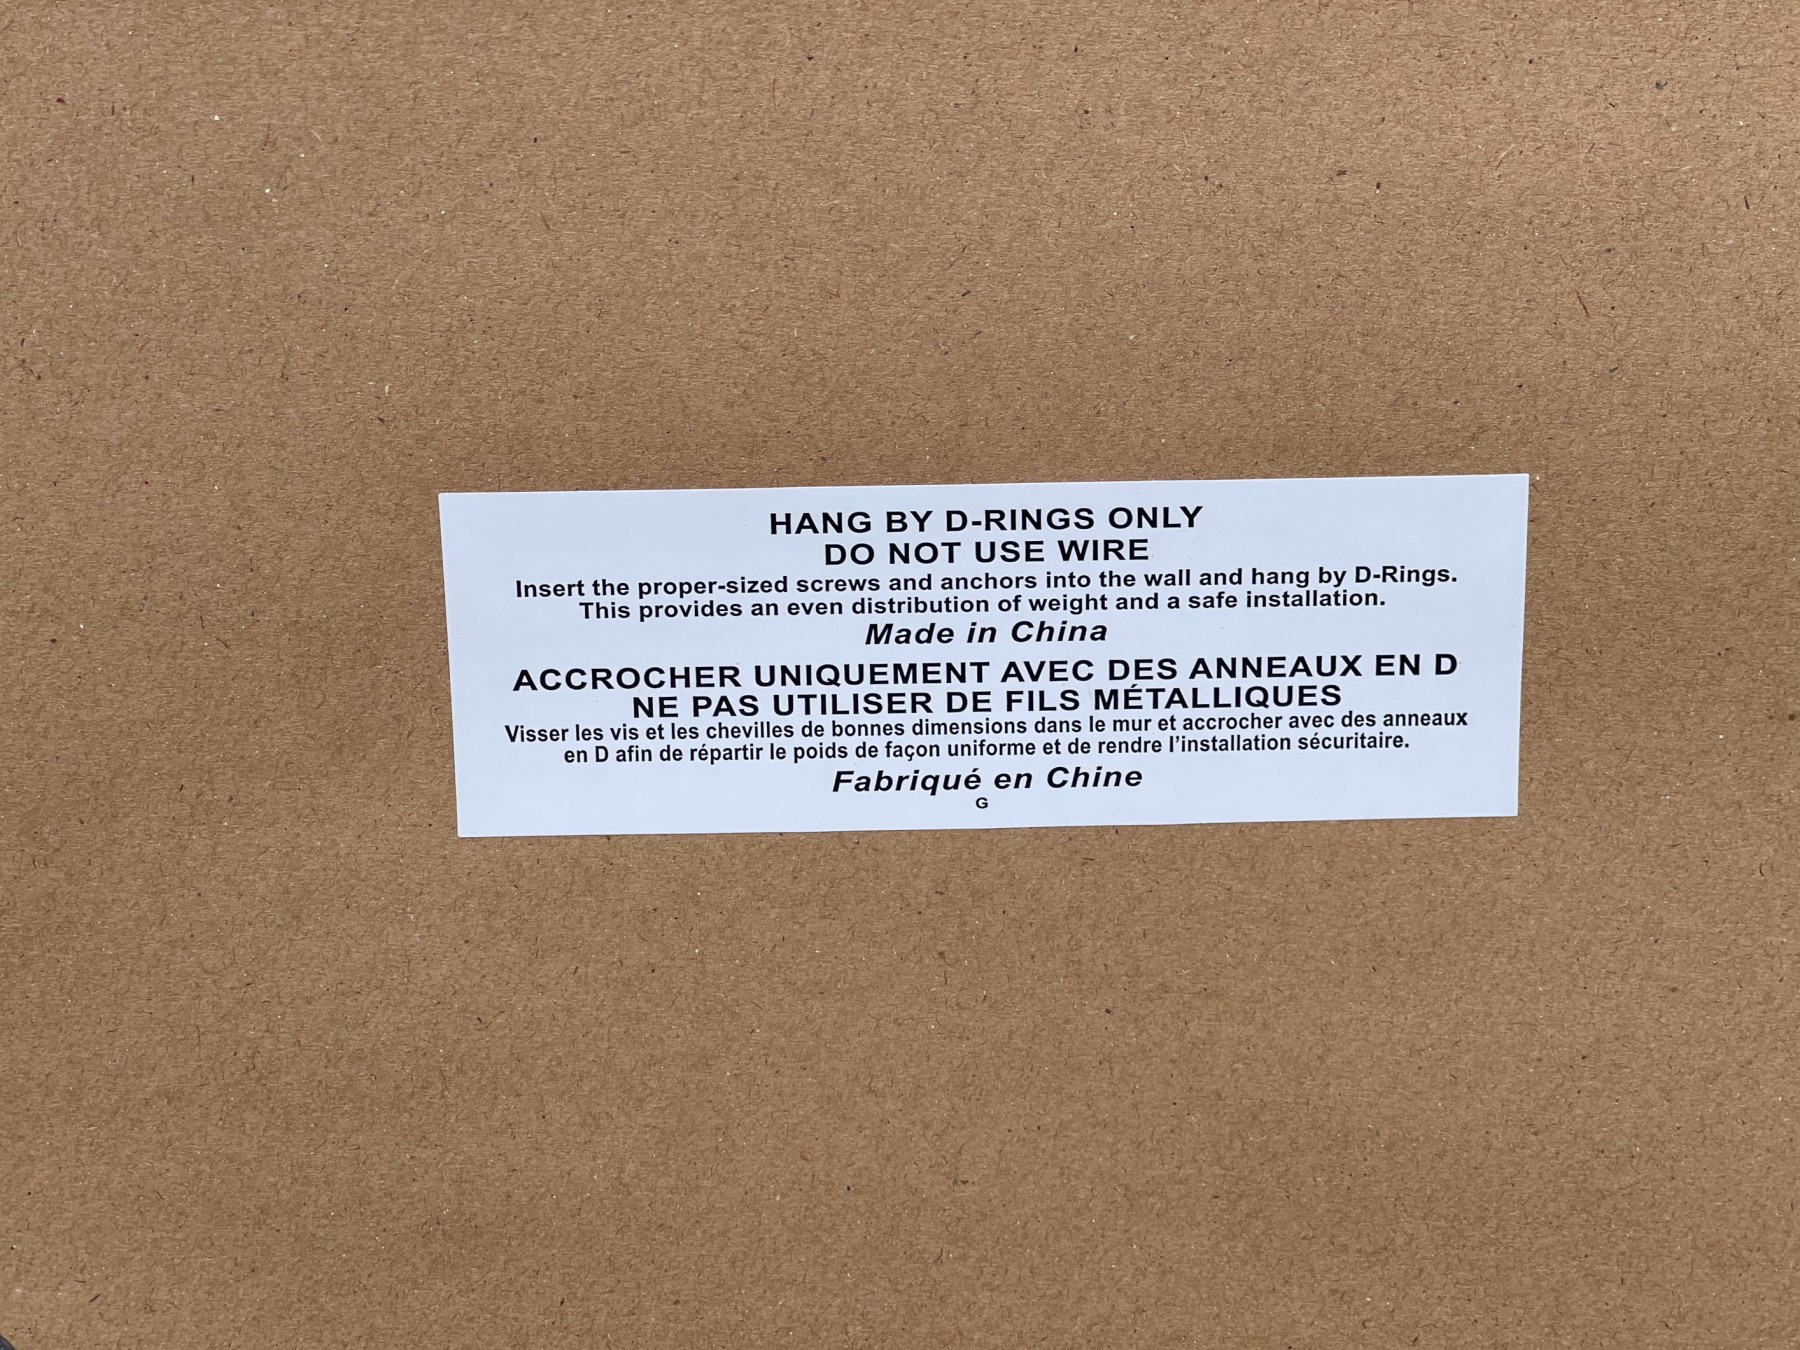 HANG BY D-RINGS ONLY
DO NOT USE WIRE
Insert the proper-sized screws and anchors into the wall and hang by D-Rings.
This provides an even distribution of weight and a safe installation.
Made in China
ACCROCHER UNIQUEMENT AVEC DES ANNEAUX EN D
NE PAS UTILISER DE FILS MÉTALLIQUES
Visser les vis et les chevilles de bonnes dimensions dans le mur et accrocher avec des anneaux
en D afin de répartir le poids de façon uniforme et de rendre l'installation sécuritaire.
Fabriqué en Chine
G